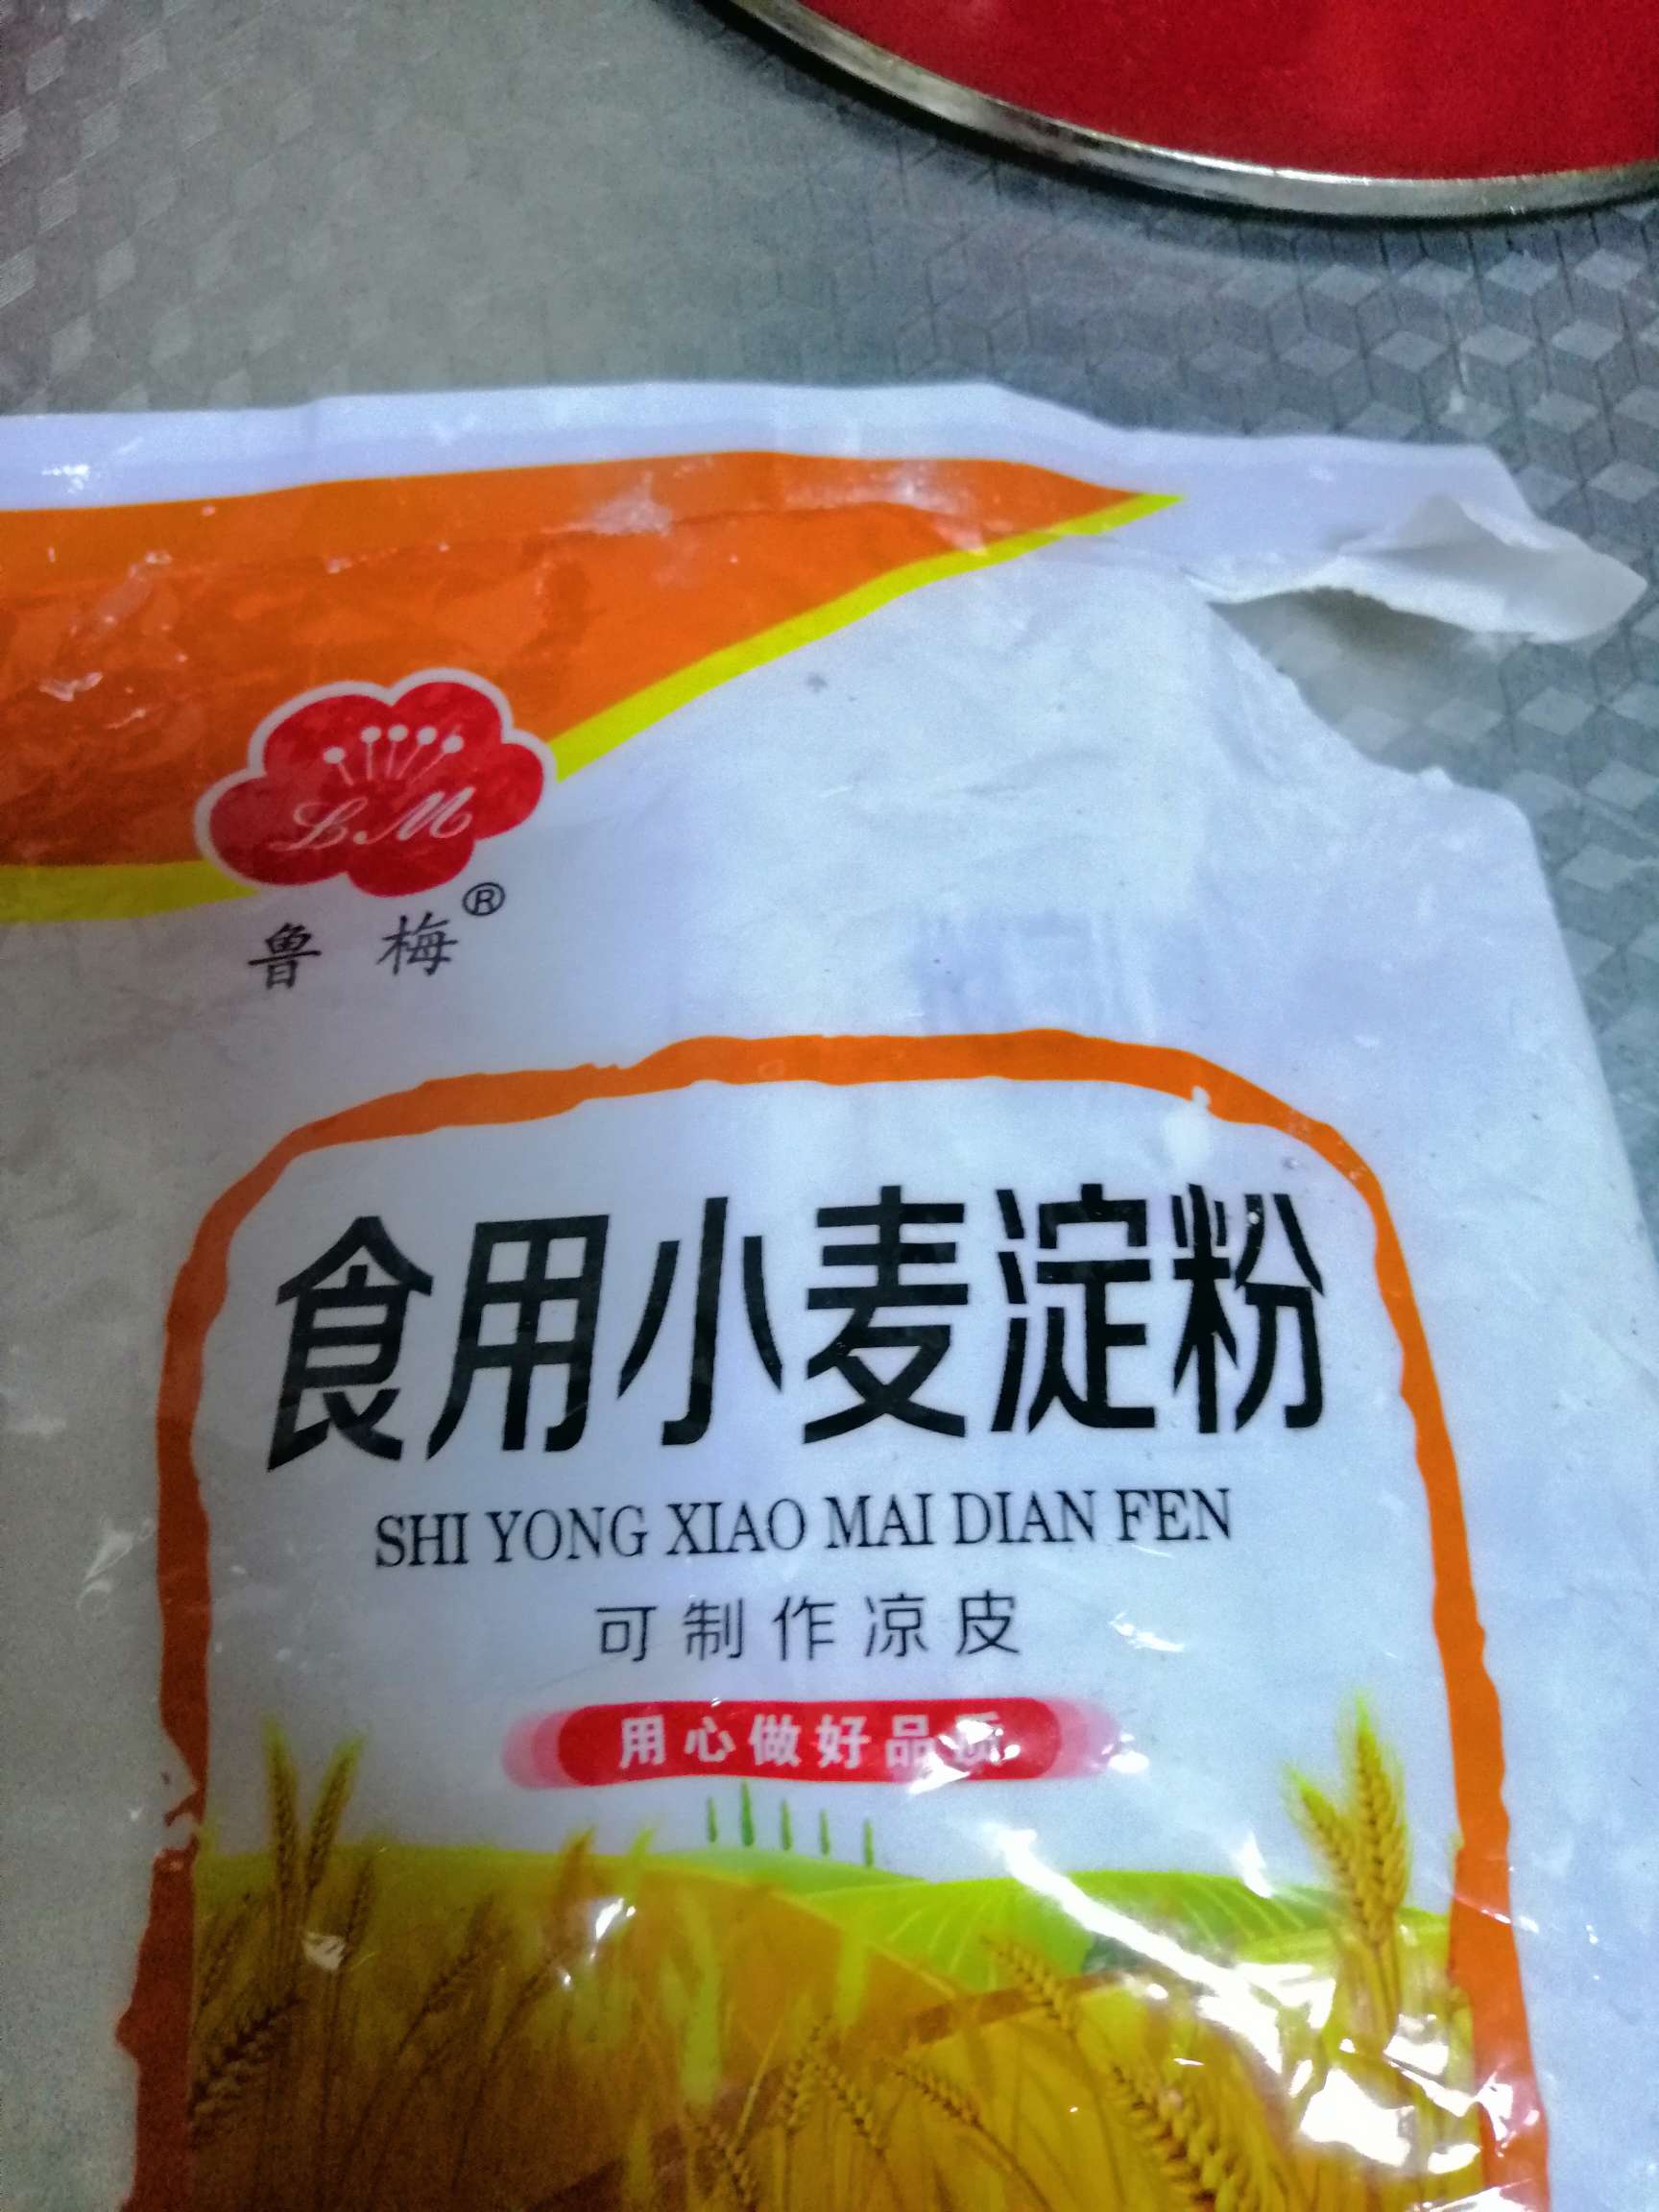 L.M
鲁梅®
食用小麦淀粉
SHI YONG XIAO MAI DIAN FEN
可制作凉皮
用心做好品质